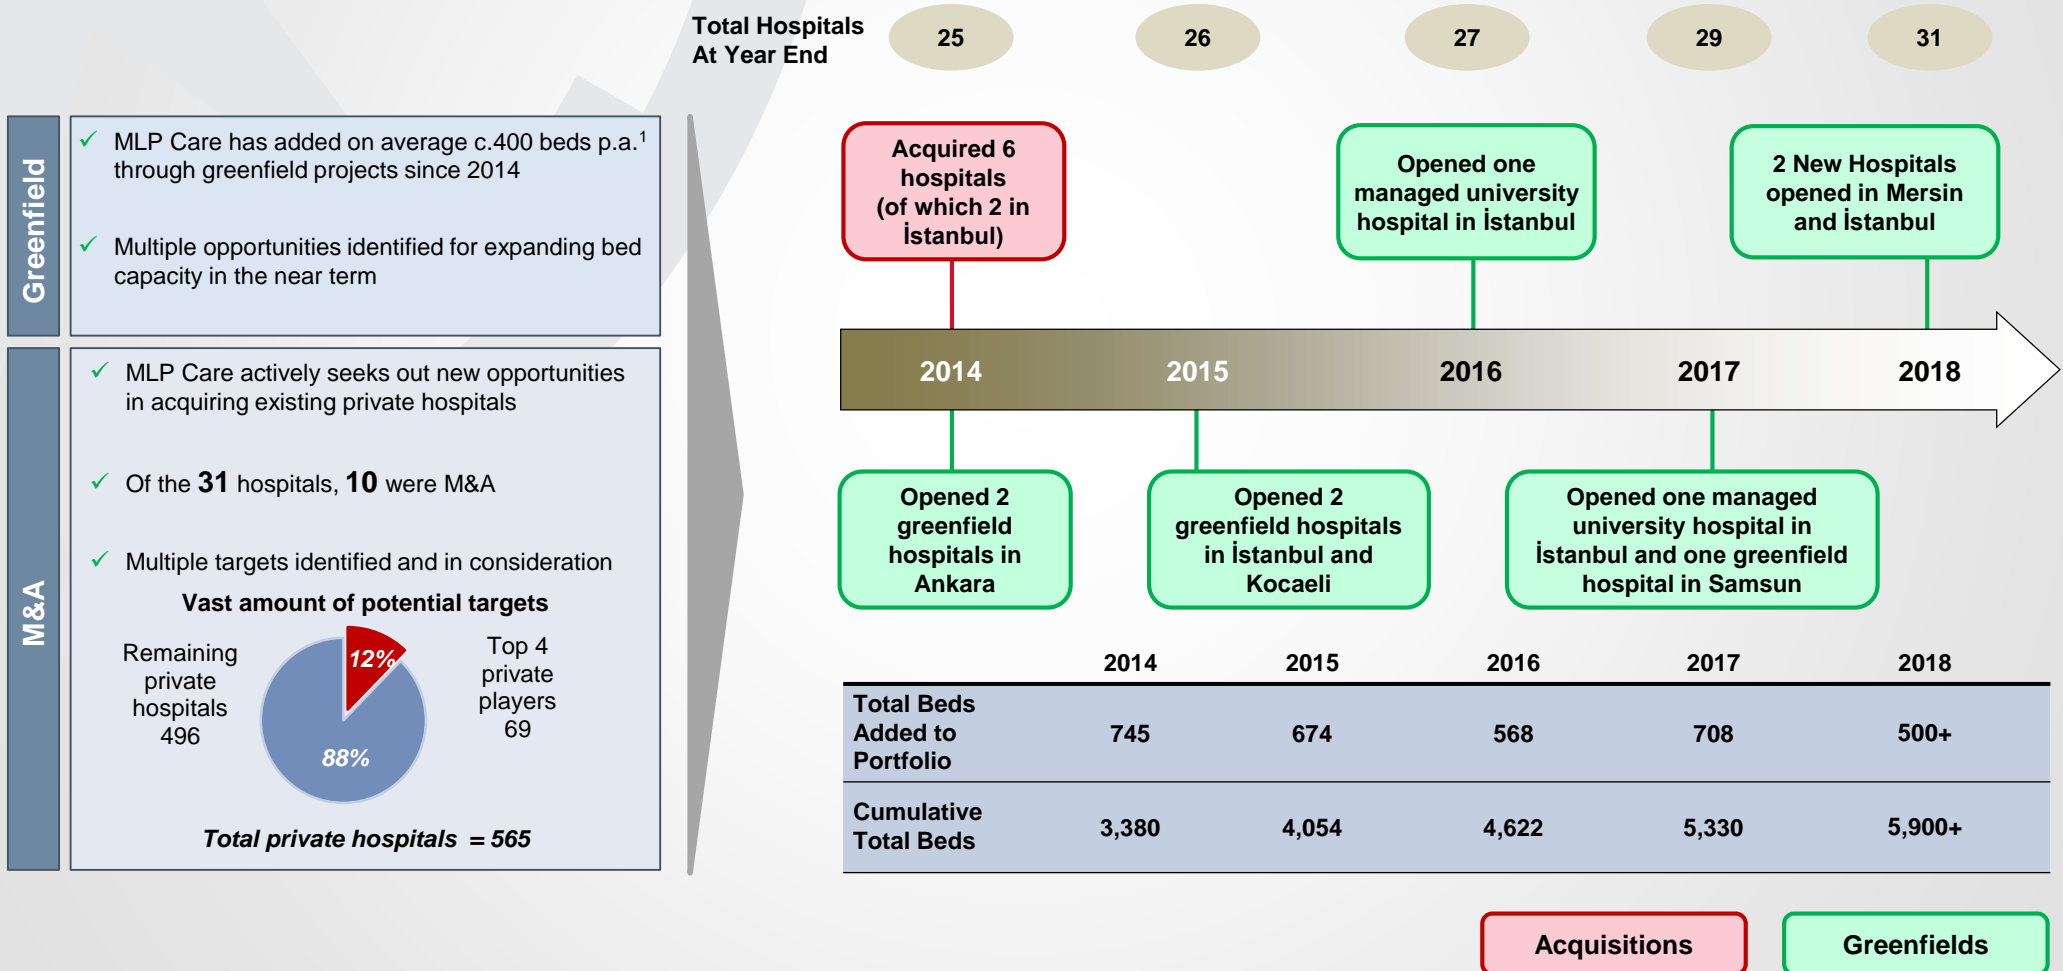 Total Hospitals
At Year End
25
26
27
29
31
Greenfield
✓ MLP Care has added on average c.400 beds p.a.¹
through greenfield projects since 2014
✓ Multiple opportunities identified for expanding bed
capacity in the near term
M&A
✓ MLP Care actively seeks out new opportunities
in acquiring existing private hospitals
✓ Of the 31 hospitals, 10 were M&A
✓ Multiple targets identified and in consideration
Vast amount of potential targets
Remaining
private
hospitals
496
12%
88%
Top 4
private
players
69
Total private hospitals = 565
Acquired 6
hospitals
(of which 2 in
İstanbul)
Opened one
managed university
hospital in İstanbul
2 New Hospitals
opened in Mersin
and İstanbul
2014
2015
2016
2017
2018
Opened 2
greenfield
hospitals in
Ankara
Opened 2
greenfield hospitals
in İstanbul and
Kocaeli
Opened one managed
university hospital in
İstanbul and one greenfield
hospital in Samsun
2014 2015 2016 2017 2018
Total Beds
Added to
Portfolio
745 674 568 708 500+
Cumulative
Total Beds
3,380 4,054 4,622 5,330 5,900+
Acquisitions
Greenfields